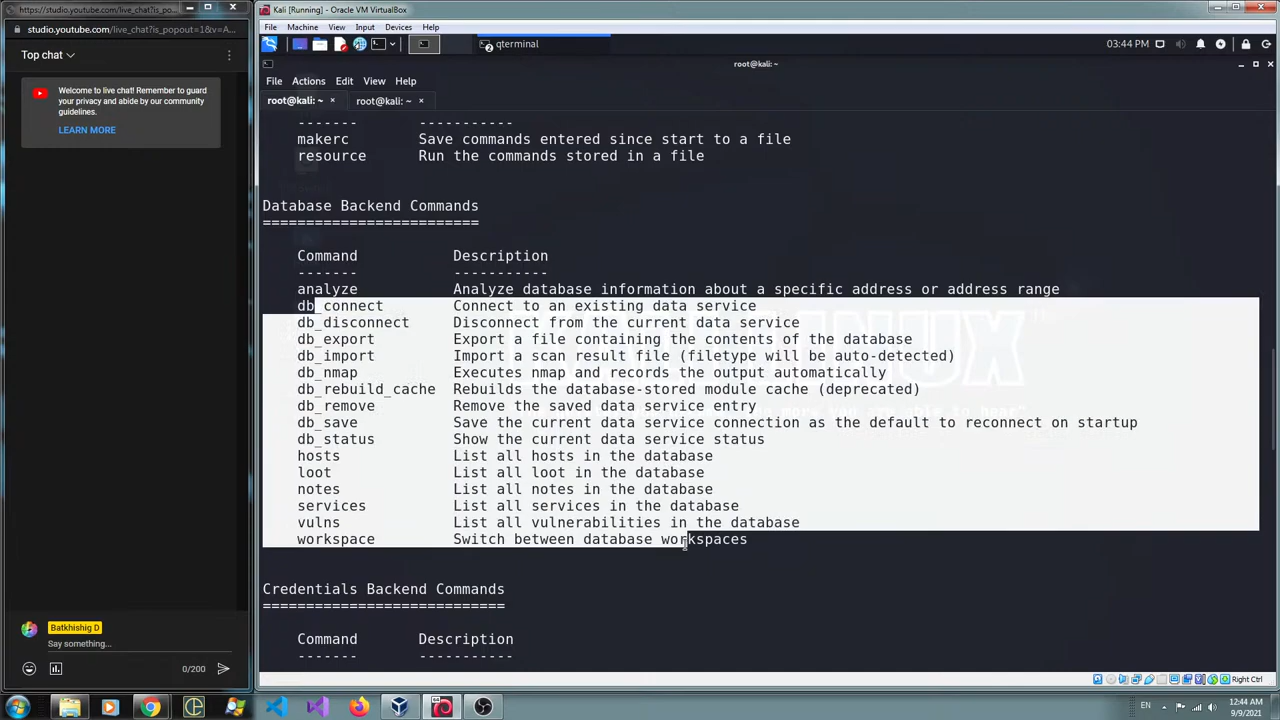 https://studio.youtube.com/live_chat?is_po...
studio.youtube.com/live_chat?is_popout=1&v=A...
Top chat
Welcome to live chat! Remember to guard
your privacy and abide by our community
guidelines.
LEARN MORE
Batkhishig D
Say something...
0/200
Kali [Running] - Oracle VM VirtualBox
File Machine View Input Devices Help
qterminal
03:44 PM
root@kali: ~
File Actions Edit View Help
root@kali: ~ × root@kali: ~ ×
------- -----------
makerc Save commands entered since start to a file
resource Run the commands stored in a file
Database Backend Commands
=========================
Command Description
------- -----------
analyze Analyze database information about a specific address or address range
db_connect Connect to an existing data service
db_disconnect Disconnect from the current data service
db_export Export a file containing the contents of the database
db_import Import a scan result file (filetype will be auto-detected)
db_nmap Executes nmap and records the output automatically
db_rebuild_cache Rebuilds the database-stored module cache (deprecated)
db_remove Remove the saved data service entry
db_save Save the current data service connection as the default to reconnect on startup
db_status Show the current data service status
hosts List all hosts in the database
loot List all loot in the database
notes List all notes in the database
services List all services in the database
vulns List all vulnerabilities in the database
workspace Switch between database workspaces
Credentials Backend Commands
============================
Command Description
------- -----------
Right Ctrl
EN
12:44 AM
9/9/2021